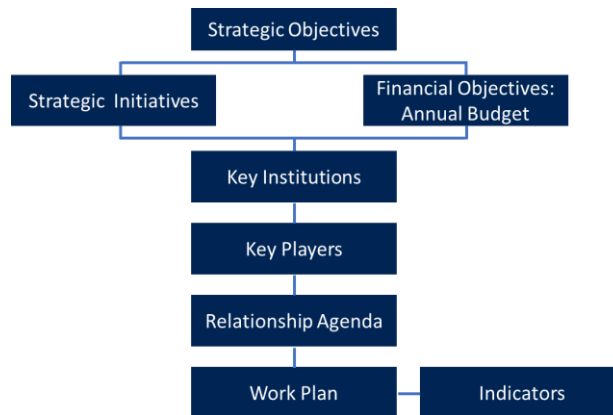 Strategic Objectives
Strategic Initiatives
Financial Objectives:
Annual Budget
Key Institutions
Key Players
Relationship Agenda
Work Plan
Indicators